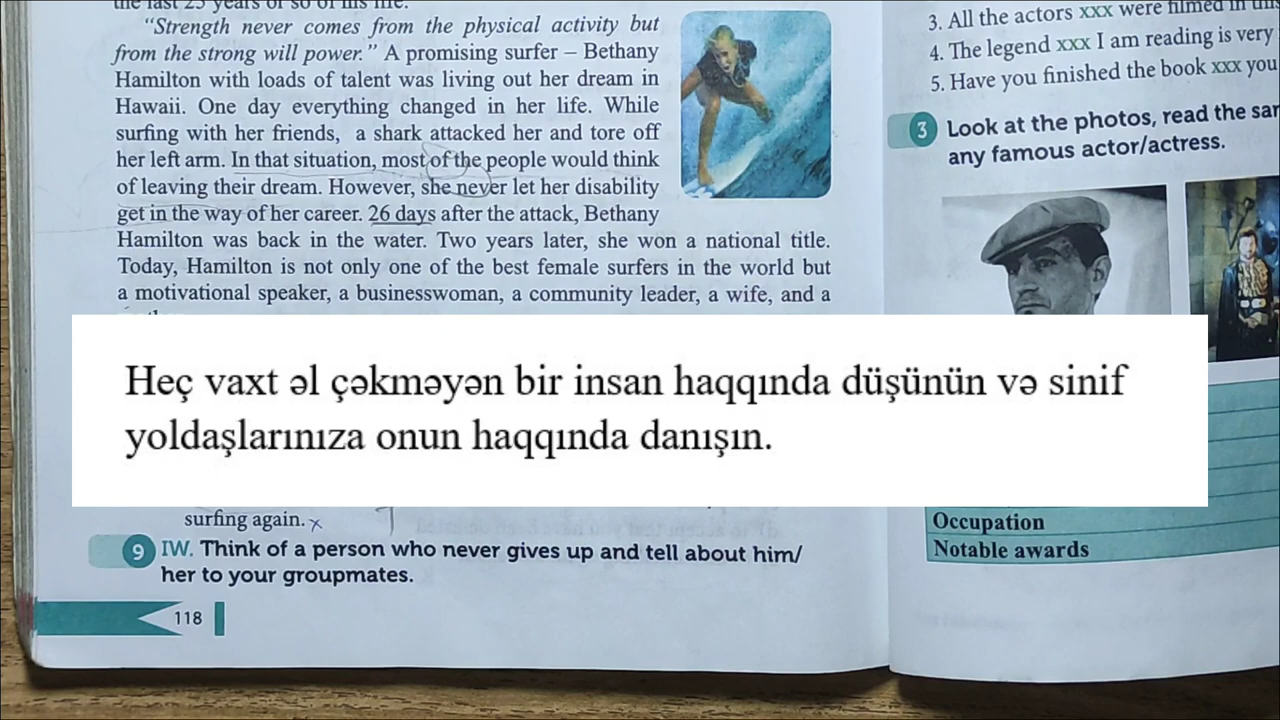 the last 25 years of so of his life.
“Strength never comes from the physical activity but
from the strong will power.” A promising surfer – Bethany
Hamilton with loads of talent was living out her dream in
Hawaii. One day everything changed in her life. While
surfing with her friends, a shark attacked her and tore off
her left arm. In that situation, most of the people would think
of leaving their dream. However, she never let her disability
get in the way of her career. 26 days after the attack, Bethany
Hamilton was back in the water. Two years later, she won a national title.
Today, Hamilton is not only one of the best female surfers in the world but
a motivational speaker, a businesswoman, a community leader, a wife, and a
Heç vaxt əl çəkməyən bir insan haqqında düşünün və sinif
yoldaşlarınıza onun haqqında danışın.
surfing again. x
9 IW. Think of a person who never gives up and tell about him/
her to your groupmates.
118
3. All the actors xxx were filmed in
4. The legend xxx I am reading is very
5. Have you finished the book xxx you
3 Look at the photos, read the
any famous actor/actress.
Occupation
Notable awards